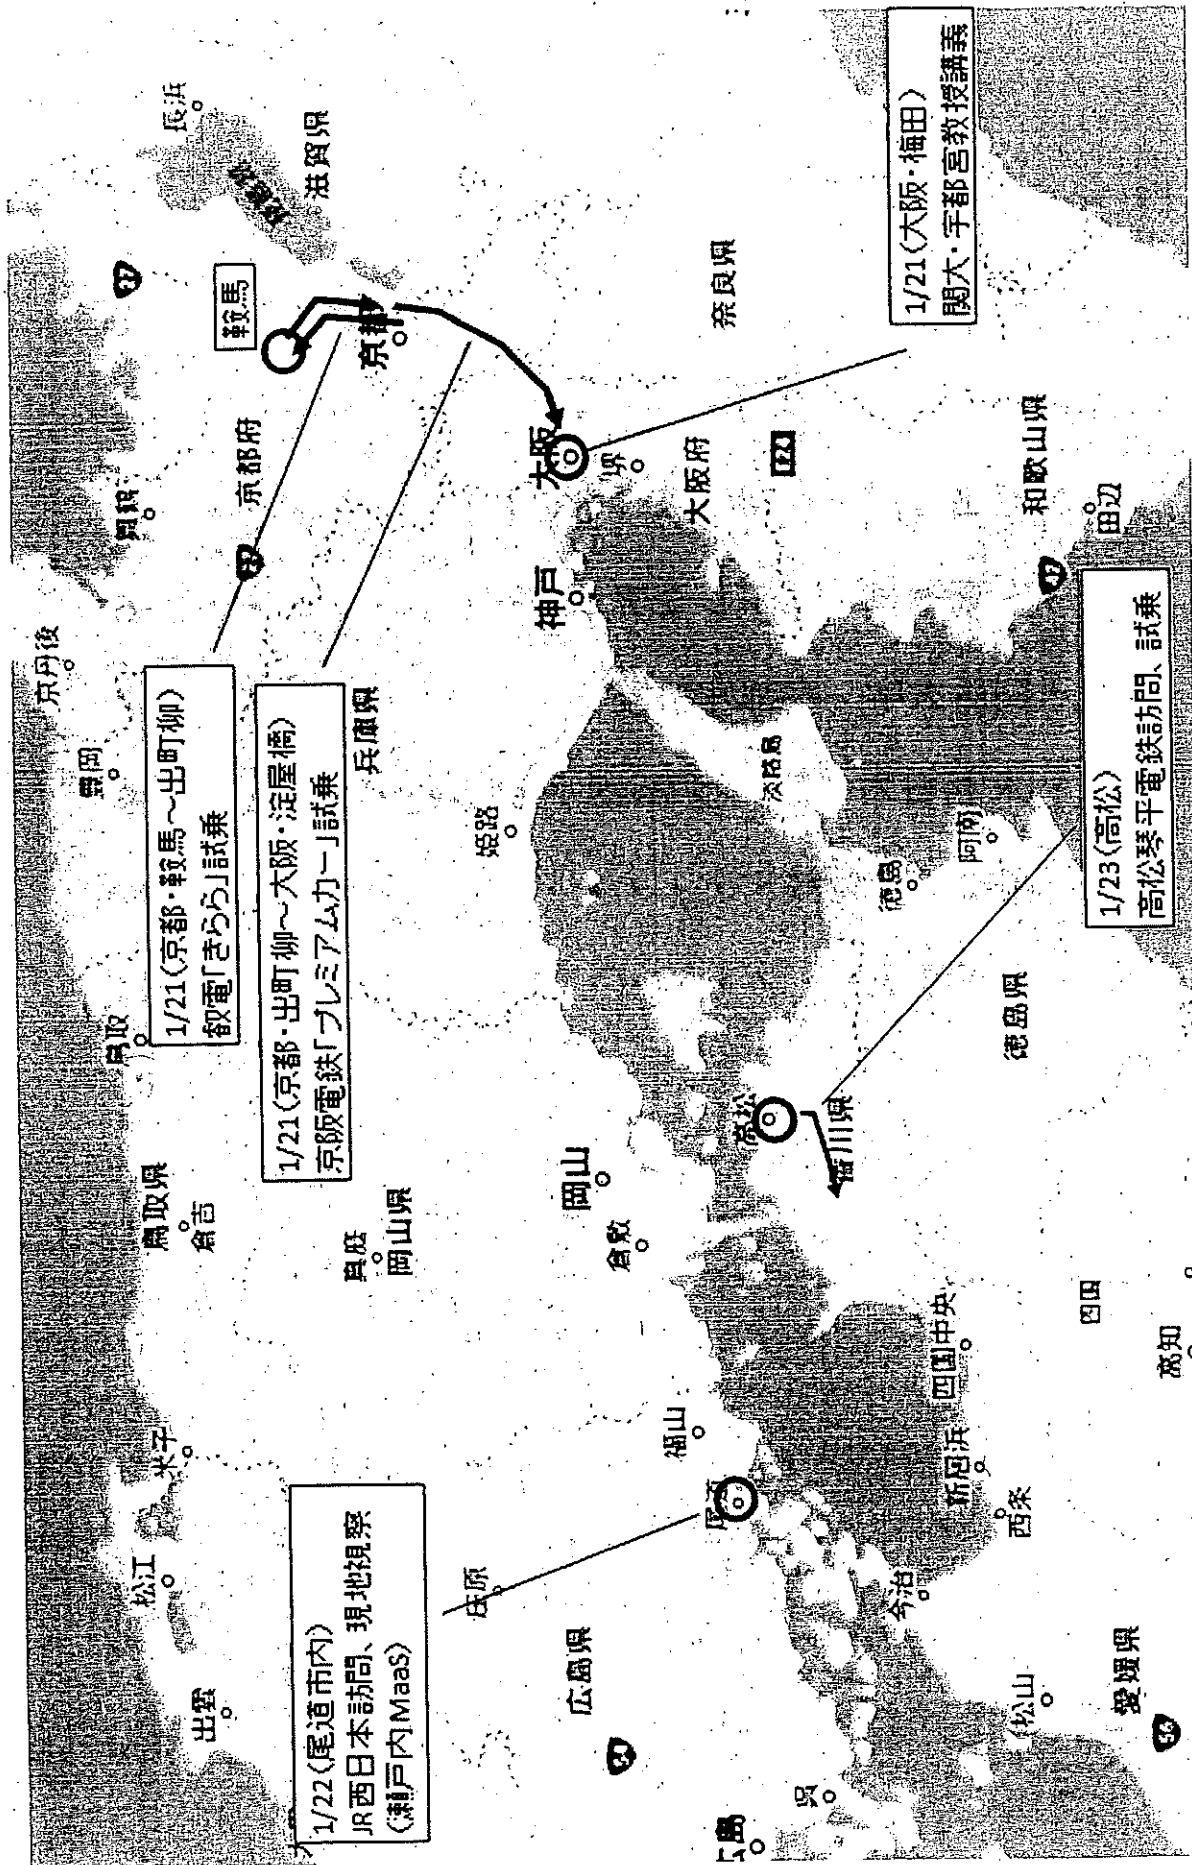 1/22(尾道市内)
JR西日本訪問、現地視察
(瀬戸内MaaS)
1/21(京都・鞍馬～出町柳)
叡電「きらら」試乗
1/21(京都・出町柳～大阪・淀屋橋)
京阪電鉄「プレミアムカー」試乗
鞍馬
1/21(大阪・梅田)
関大・宇都宮教授講義
1/23(高松)
高松琴平電鉄訪問、試乗
出雲
松江
米子
鳥取県
倉吉
鳥取
豊岡
京丹後
舞鶴
京都府
長浜
滋賀県
27
真庭
岡山県
兵庫県
京都
庄原
広島県
福山
尾道
倉敷
岡山
姫路
神戸
大阪
堺
大阪府
奈良県
呉
今治
新居浜
西条
四国中央
高松
香川県
淡路島
徳島
阿南
徳島県
和歌山県
田辺
松山
愛媛県
四国
高知
56